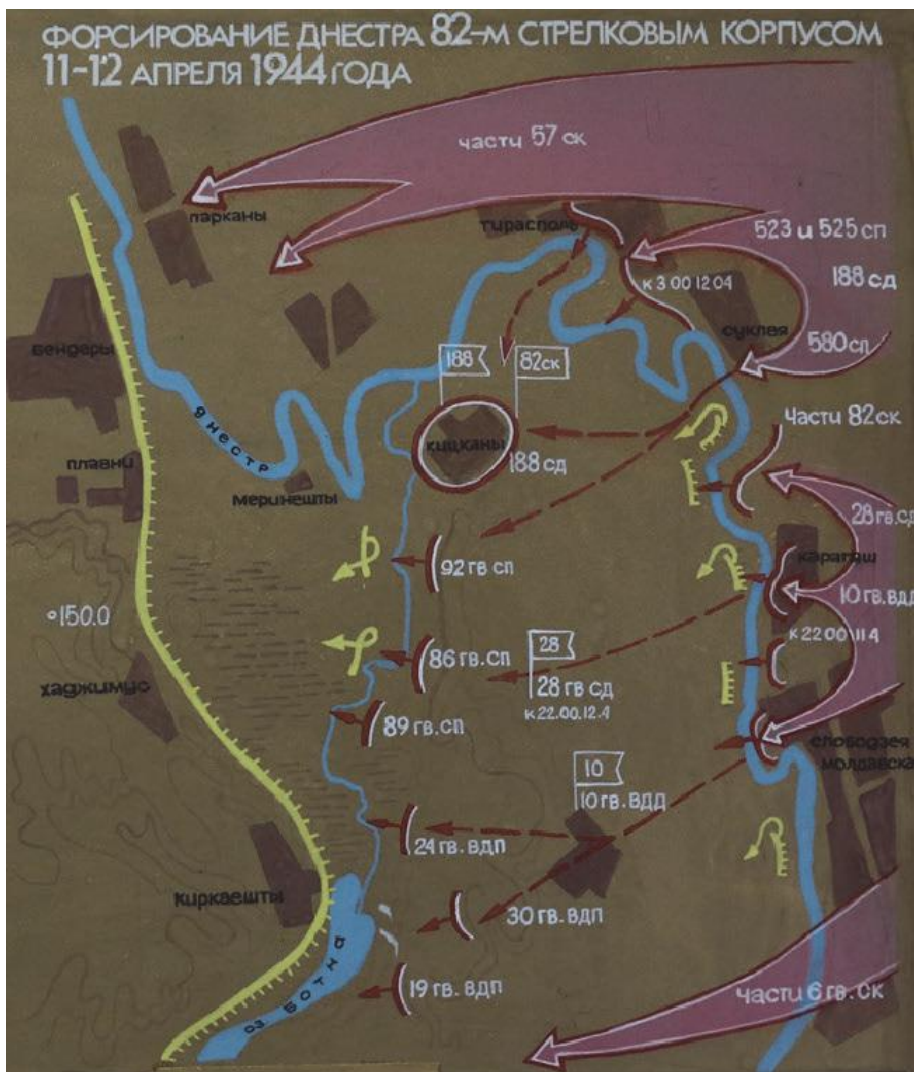 ФОРСИРОВАНИЕ ДНЕСТРА 82-М СТРЕЛКОВЫМ КОРПУСОМ
11-12 АПРЕЛЯ 1944 ГОДА
части 57 ск
парканы
тирасполь
523 и 525 сп
188 сд
к 3 00 12 04
суклея
580 сп
бендеры
188
82ск
части 82ск
днестр
кицканы
188 сд
плавни
меринешты
28 гв.сд
карагаш
92 гв сп
10 гв.вдд
°150.0
к 22 00 11 4
86 гв.сп
28
28 гв сд
к.22.00.12.4
хаджимус
89 гв.сп
слободзея
молдавска
10
10 гв.вдд
24 гв.вдп
киркаешты
30 гв.вдп
оз. ботна
19 гв.вдп
части 6 гв.ск